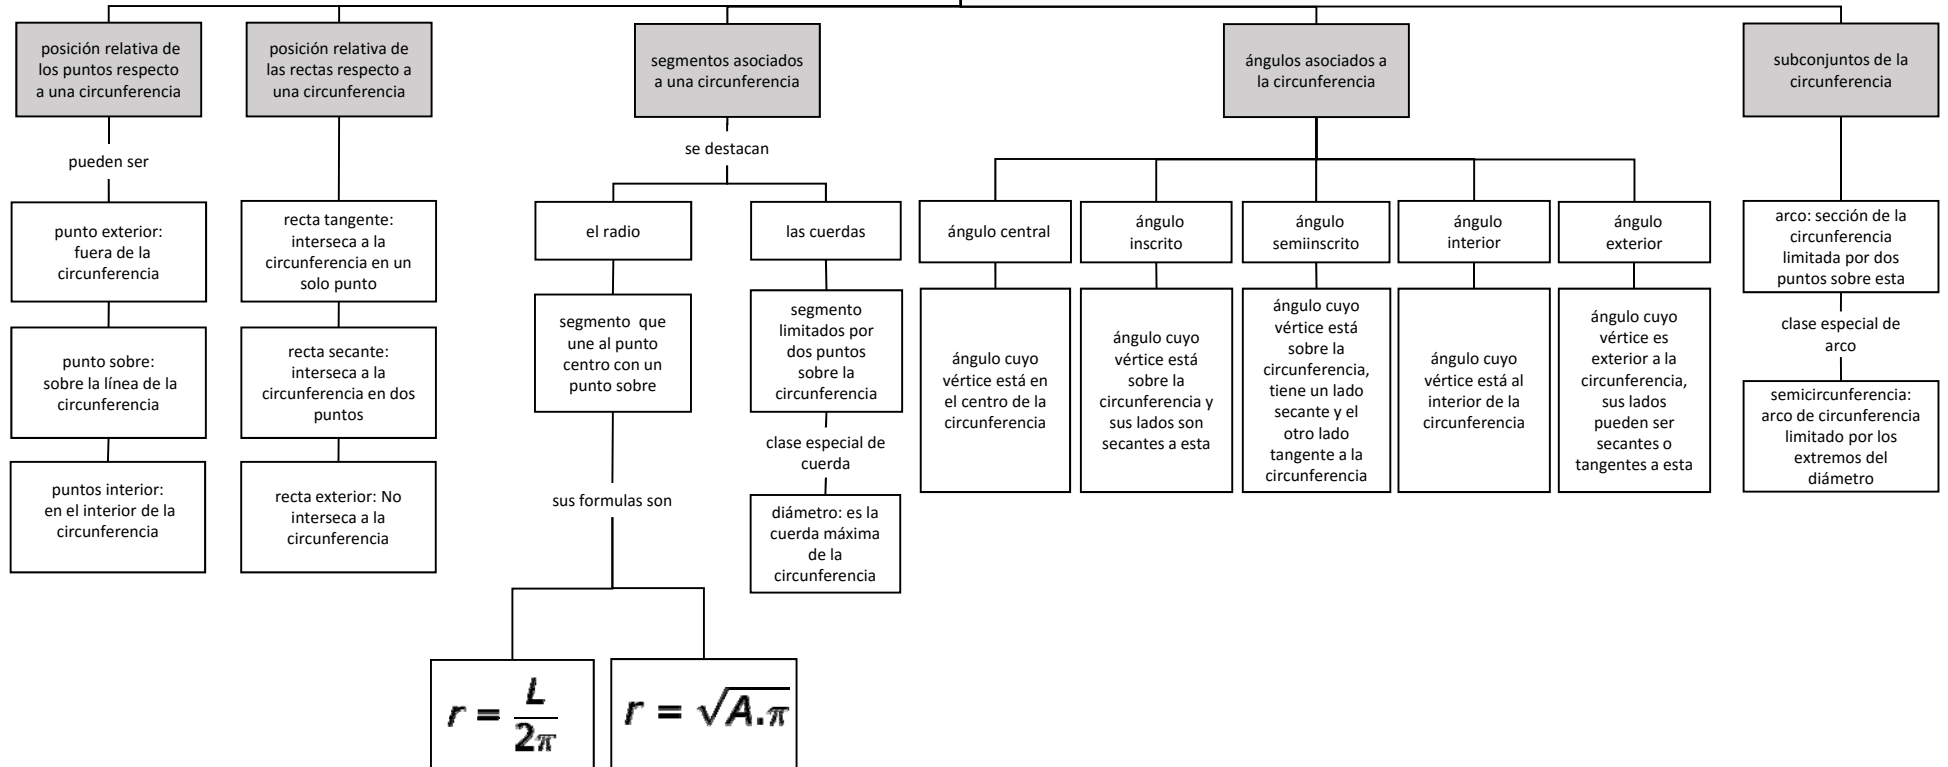 posición relativa de
los puntos respecto
a una circunferencia
pueden ser
punto exterior:
fuera de la
circunferencia
punto sobre:
sobre la línea de la
circunferencia
puntos interior:
en el interior de la
circunferencia
posición relativa de
las rectas respecto a
una circunferencia
recta tangente:
interseca a la
circunferencia en un
solo punto
recta secante:
interseca a la
circunferencia en dos
puntos
recta exterior: No
interseca a la
circunferencia
segmentos asociados
a una circunferencia
se destacan
el radio
segmento que
une al punto
centro con un
punto sobre
sus formulas son
r = L/2π
r = √A.π
las cuerdas
segmento
limitados por
dos puntos
sobre la
circunferencia
clase especial de
cuerda
diámetro: es la
cuerda máxima
de la
circunferencia
ángulos asociados a
la circunferencia
ángulo central
ángulo cuyo
vértice está en
el centro de la
circunferencia
ángulo
inscrito
ángulo cuyo
vértice está
sobre la
circunferencia y
sus lados son
secantes a esta
ángulo
semiinscrito
ángulo cuyo
vértice está
sobre la
circunferencia,
tiene un lado
secante y el
otro lado
tangente a la
circunferencia
ángulo
interior
ángulo cuyo
vértice está al
interior de la
circunferencia
ángulo
exterior
ángulo cuyo
vértice es
exterior a la
circunferencia,
sus lados
pueden ser
secantes o
tangentes a esta
subconjuntos de la
circunferencia
arco: sección de la
circunferencia
limitada por dos
puntos sobre esta
clase especial de
arco
semicircunferencia:
arco de circunferencia
limitado por los
extremos del
diámetro